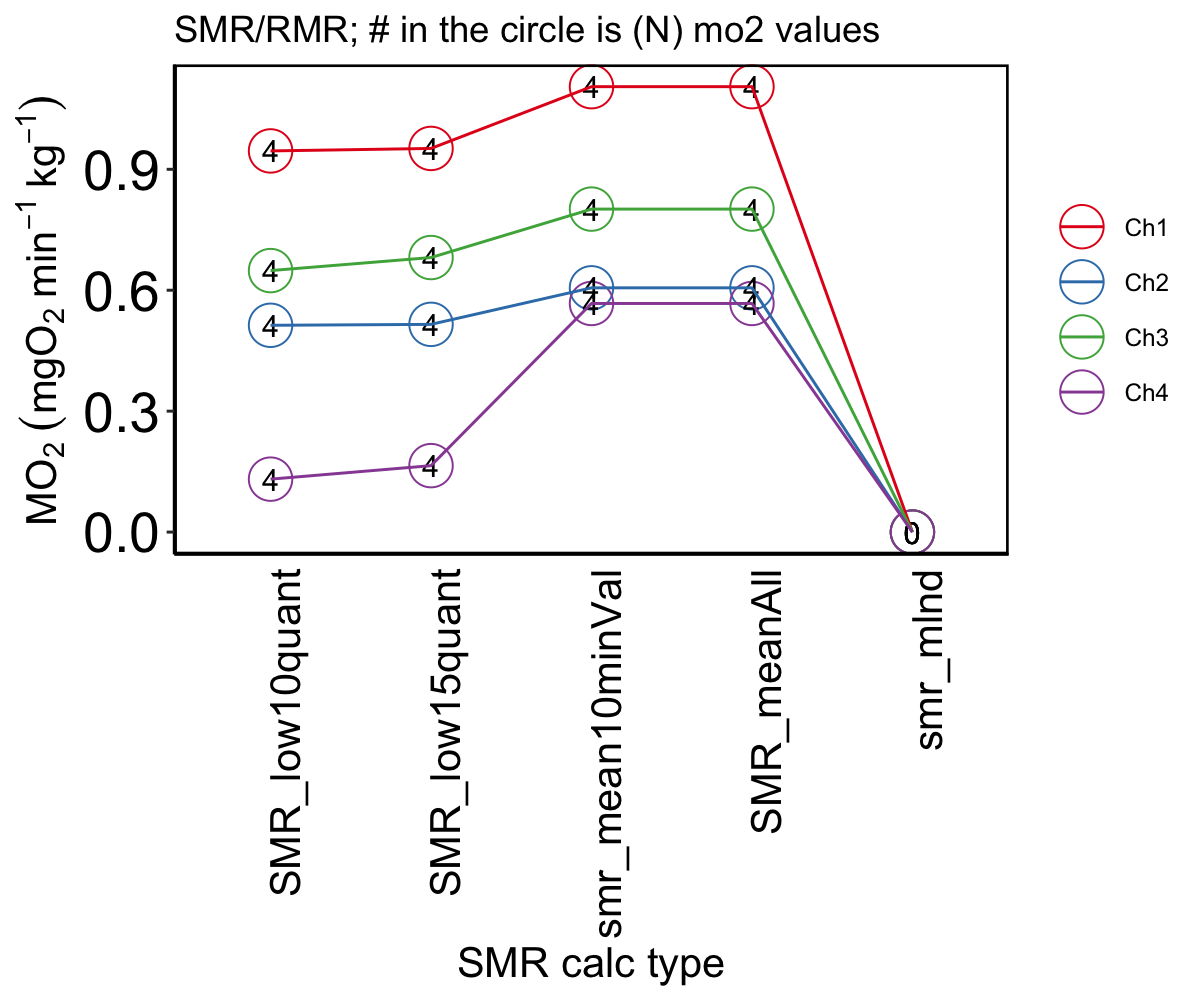 SMR/RMR; # in the circle is (N) mo2 values
MO₂ (mgO₂ min⁻¹ kg⁻¹)
0.9
0.6
0.3
0.0
4 4 4 4
4 4 4 4
4 4 4 4
4 4 4 4
0
SMR_low10quant
SMR_low15quant
smr_mean10minVal
SMR_meanAll
smr_mlnd
SMR calc type
Ch1
Ch2
Ch3
Ch4